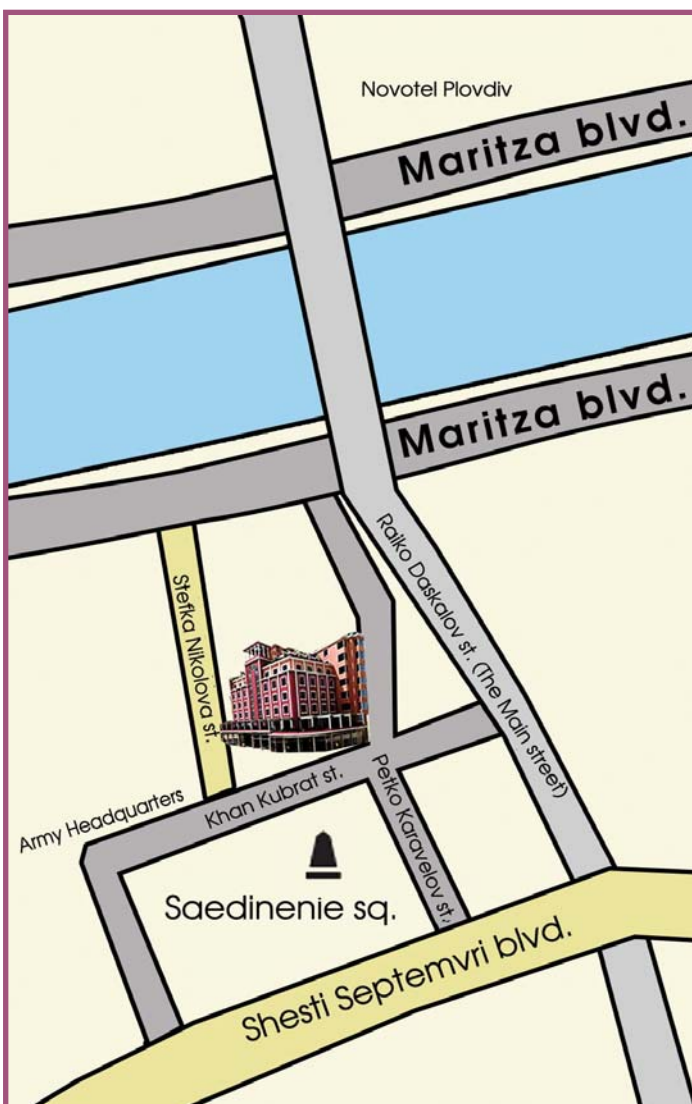 Novotel Plovdiv
Maritza blvd.
Maritza blvd.
Raiko Daskalov st. (The Main street)
Stefka Nikolova st.
Khan Kubrat st.
Army Headquarters
Petko Karavelov st.
Saedinenie sq.
Shesti Septemvri blvd.